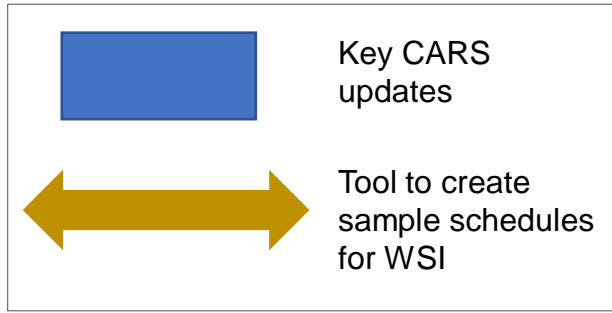 Key CARS
updates
Tool to create
sample schedules
for WSI